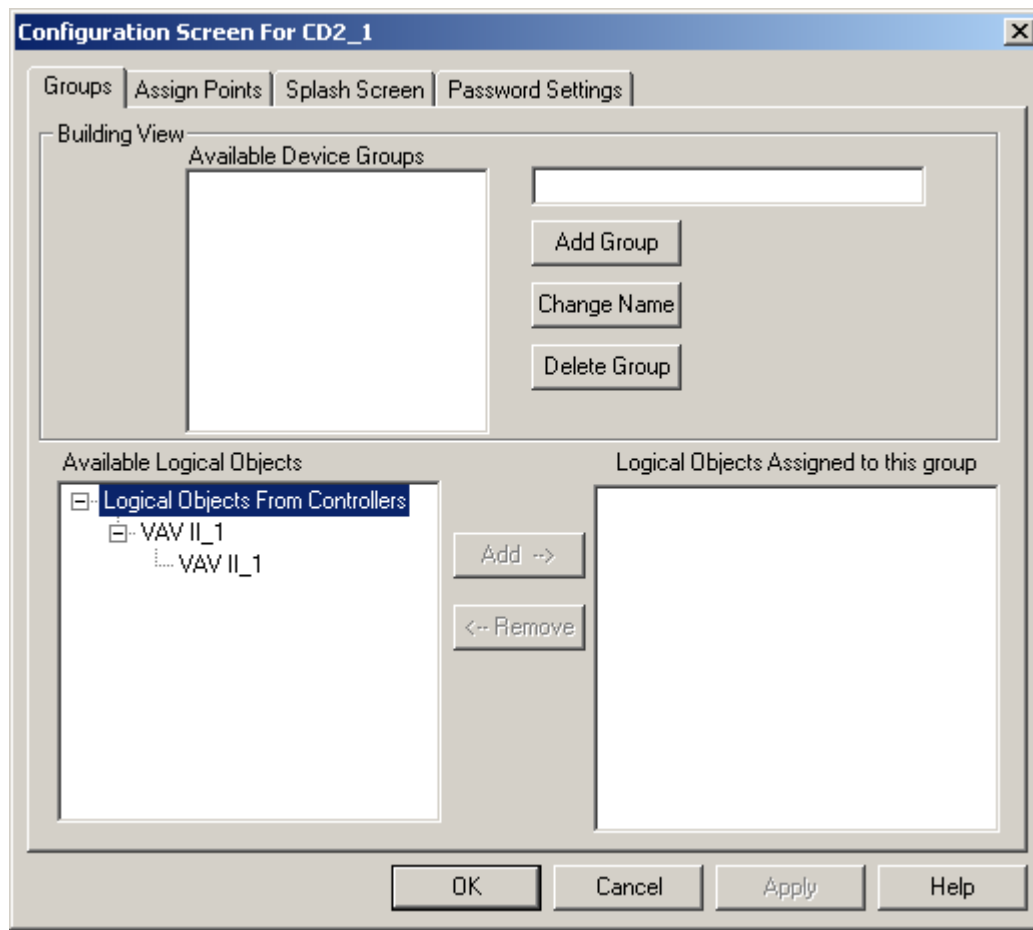 Configuration Screen For CD2_1
Groups
Assign Points
Splash Screen
Password Settings
Building View
Available Device Groups
Add Group
Change Name
Delete Group
Available Logical Objects
Logical Objects Assigned to this group
Logical Objects From Controllers
VAV II_1
VAV II_1
Add -->
<-- Remove
OK
Cancel
Apply
Help